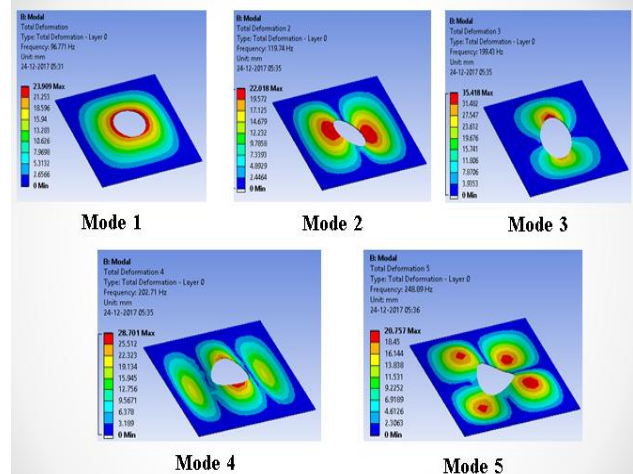 B: Modal
Total Deformation
Type: Total Deformation - Layer 0
Frequency: 96.771 Hz
Unit: mm
24-12-2017 05:31
23.909 Max
21.253
18.596
15.94
13.283
10.626
7.9698
5.3132
2.6566
0 Min
Mode 1
B: Modal
Total Deformation 2
Type: Total Deformation - Layer 0
Frequency: 119.74 Hz
Unit: mm
24-12-2017 05:35
22.018 Max
19.572
17.125
14.679
12.232
9.7858
7.3393
4.8929
2.4464
0 Min
Mode 2
B: Modal
Total Deformation 3
Type: Total Deformation - Layer 0
Frequency: 199.43 Hz
Unit: mm
24-12-2017 05:35
35.418 Max
31.482
27.547
23.612
19.676
15.741
11.806
7.8706
3.9353
0 Min
Mode 3
B: Modal
Total Deformation 4
Type: Total Deformation - Layer 0
Frequency: 202.71 Hz
Unit: mm
24-12-2017 05:35
28.701 Max
25.512
22.323
19.134
15.945
12.756
9.5671
6.378
3.189
0 Min
Mode 4
B: Modal
Total Deformation 5
Type: Total Deformation - Layer 0
Frequency: 248.89 Hz
Unit: mm
24-12-2017 05:36
20.757 Max
18.45
16.144
13.838
11.531
9.2252
6.9189
4.6126
2.3063
0 Min
Mode 5